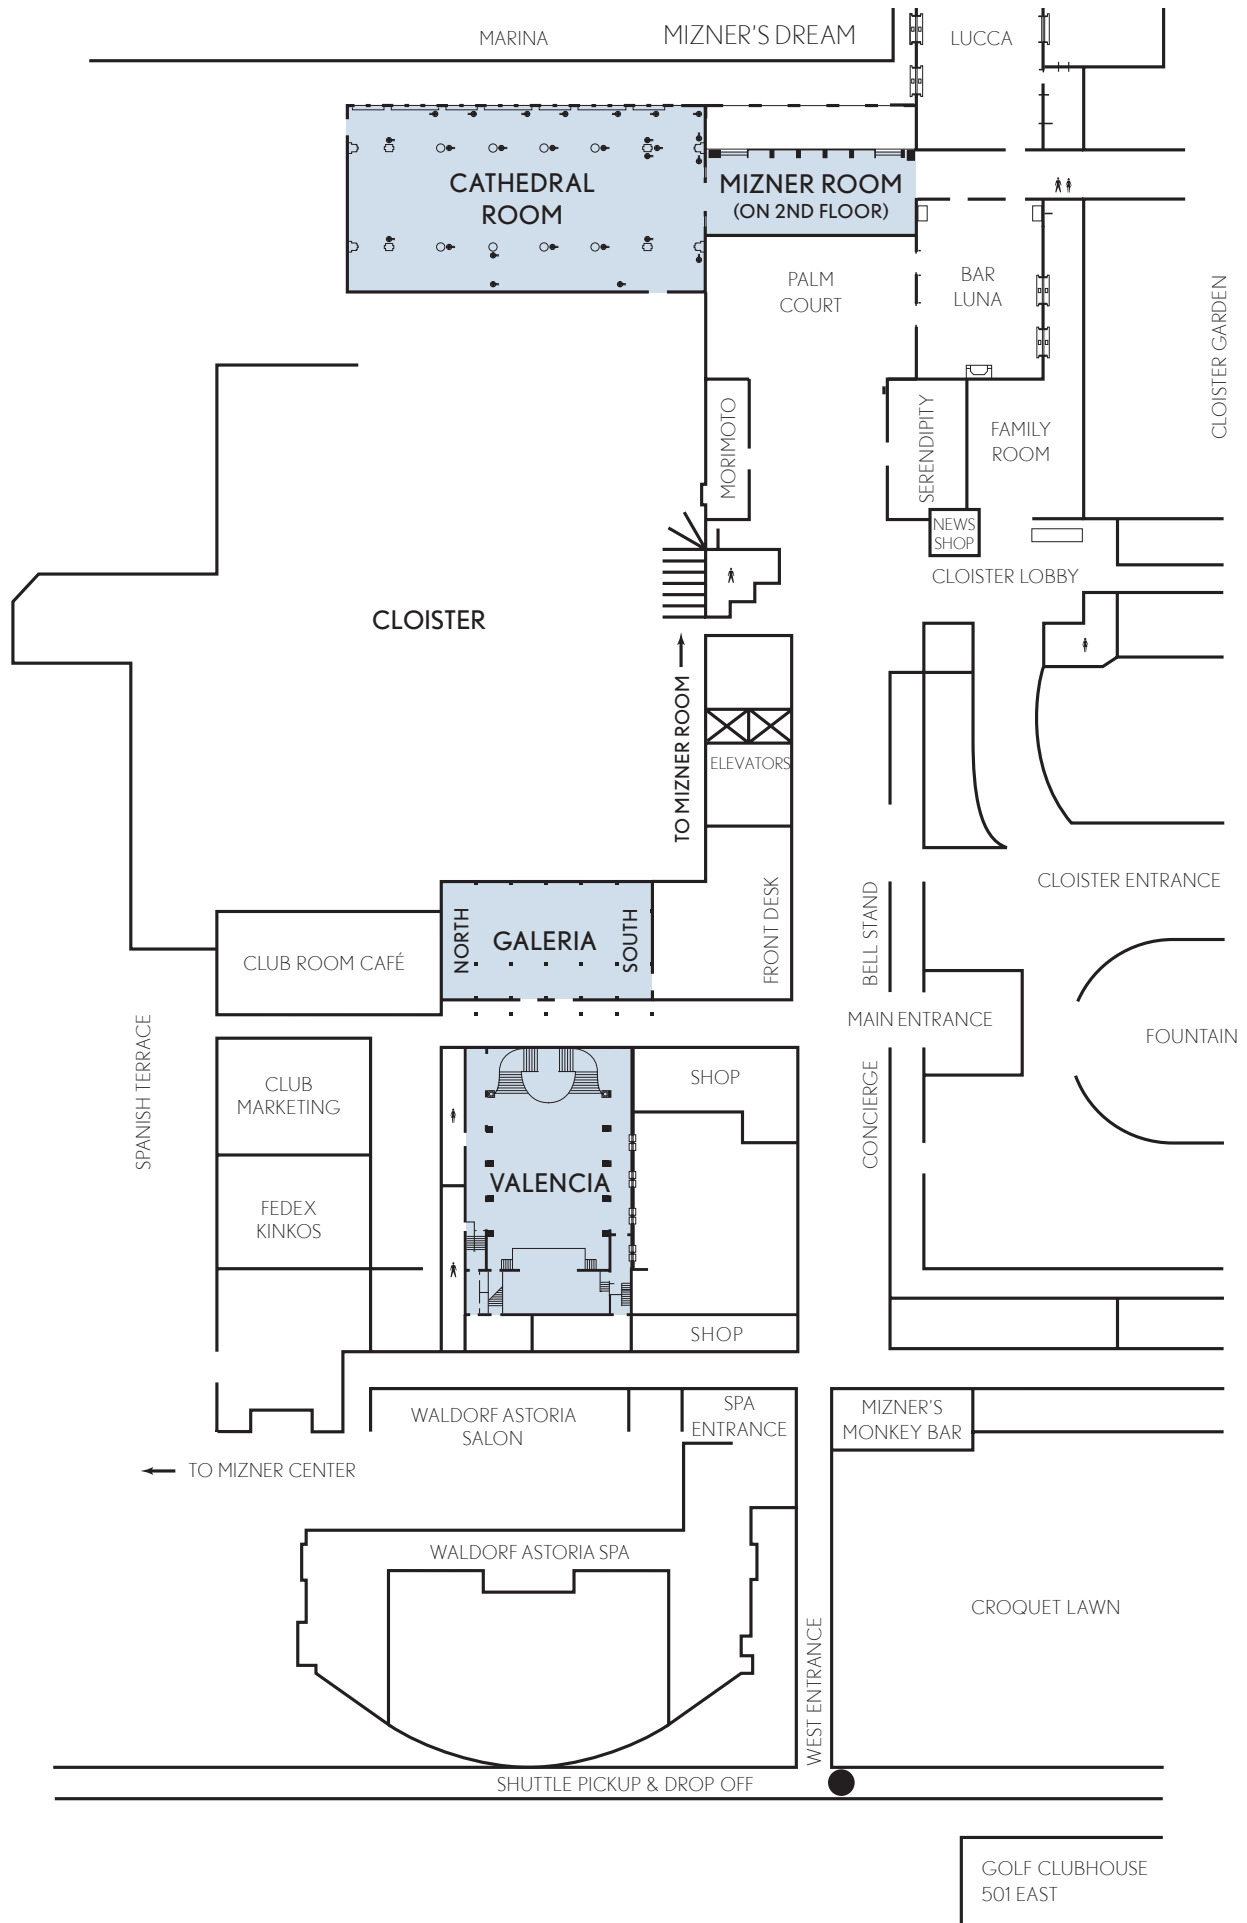 MARINA
MIZNER'S DREAM
LUCCA
CATHEDRAL
ROOM
MIZNER ROOM
(ON 2ND FLOOR)
PALM
COURT
BAR
LUNA
CLOISTER GARDEN
MORIMOTO
SERENDIPITY
FAMILY
ROOM
NEWS
SHOP
CLOISTER LOBBY
CLOISTER
TO MIZNER ROOM
ELEVATORS
CLOISTER ENTRANCE
NORTH
GALERIA
SOUTH
FRONT DESK
BELL STAND
CLUB ROOM CAFÉ
MAIN ENTRANCE
FOUNTAIN
SPANISH TERRACE
CLUB
MARKETING
SHOP
CONCIERGE
VALENCIA
FEDEX
KINKOS
SHOP
WALDORF ASTORIA
SALON
SPA
ENTRANCE
MIZNER'S
MONKEY BAR
TO MIZNER CENTER
WALDORF ASTORIA SPA
CROQUET LAWN
WEST ENTRANCE
SHUTTLE PICKUP & DROP OFF
GOLF CLUBHOUSE
501 EAST